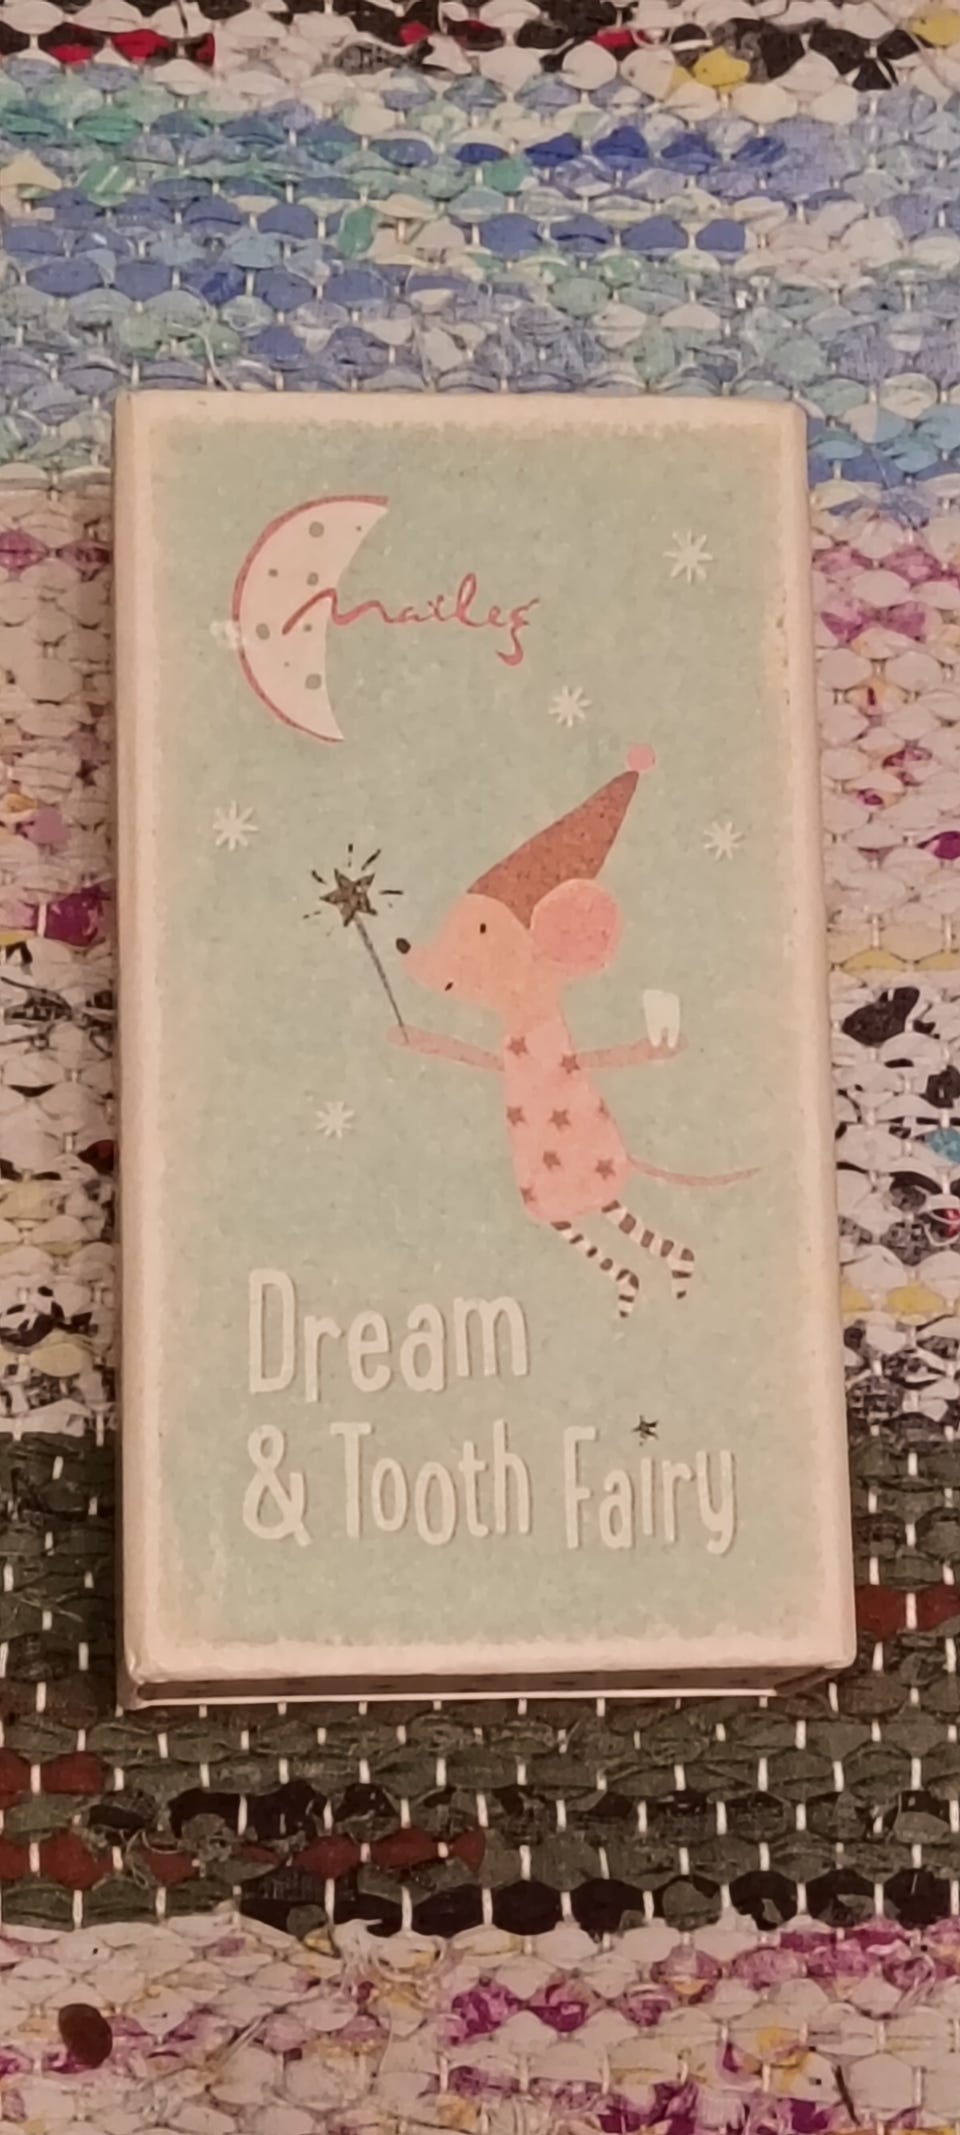 Maileg
Dream
& Tooth Fairy